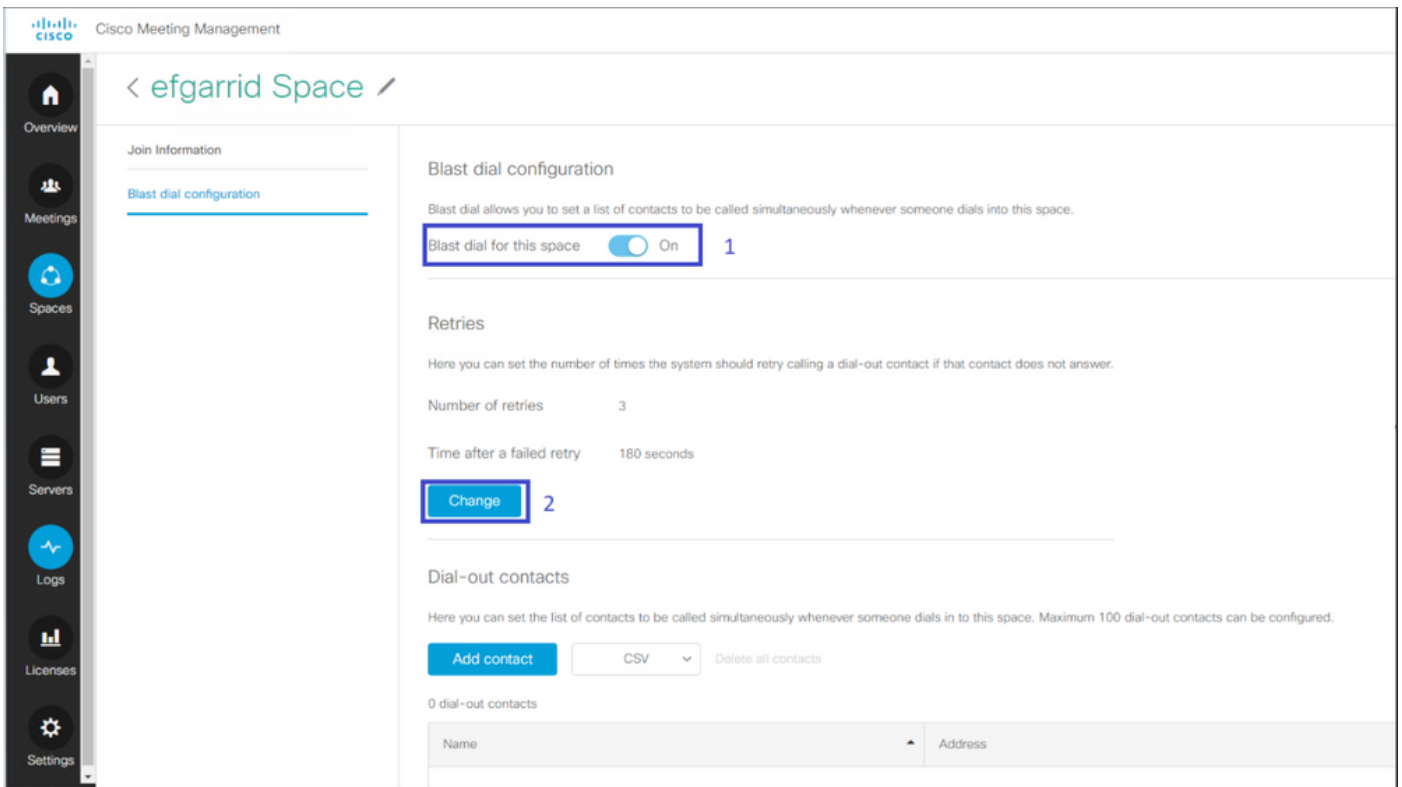 CISCO
Cisco Meeting Management
< efgarrid Space
Overview
Meetings
Spaces
Users
Servers
Logs
Licenses
Settings
Join Information
Blast dial configuration
Blast dial configuration
Blast dial allows you to set a list of contacts to be called simultaneously whenever someone dials into this space.
Blast dial for this space On 1
Retries
Here you can set the number of times the system should retry calling a dial-out contact if that contact does not answer.
Number of retries 3
Time after a failed retry 180 seconds
Change 2
Dial-out contacts
Here you can set the list of contacts to be called simultaneously whenever someone dials in to this space. Maximum 100 dial-out contacts can be configured.
Add contact CSV Delete all contacts
0 dial-out contacts
Name Address